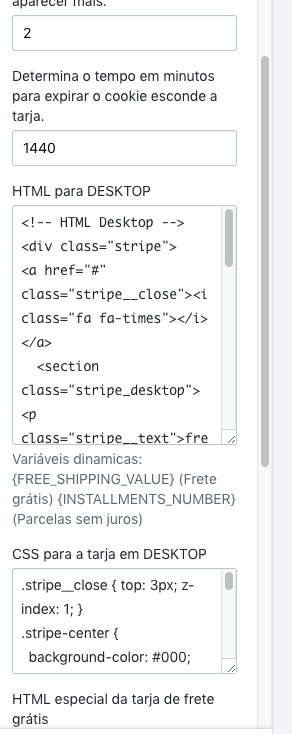 aparecer mais.
2
Determina o tempo em minutos
para expirar o cookie esconde a
tarja.
1440
HTML para DESKTOP
<!-- HTML Desktop -->
<div class="stripe">
<a href="#"
class="stripe__close"><i
class="fa fa-times"></i>
</a>
  <section
class="stripe_desktop">
<p
class="stripe__text">fre
Variáveis dinamicas:
{FREE_SHIPPING_VALUE} (Frete
grátis) {INSTALLMENTS_NUMBER}
(Parcelas sem juros)
CSS para a tarja em DESKTOP
.stripe__close { top: 3px; z-
index: 1; }
.stripe-center {
  background-color: #000;
HTML especial da tarja de frete
grátis